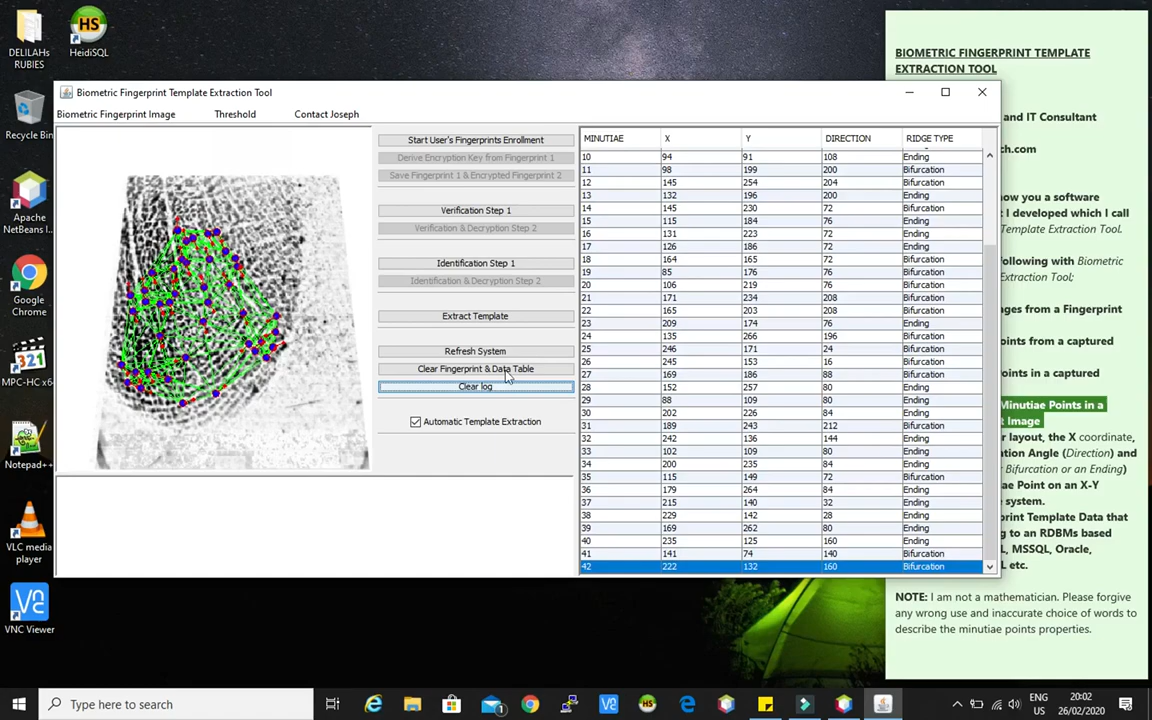 DELILAHs
RUBIES
HeidiSQL
Recycle Bin
Apache
NetBeans I...
Google
Chrome
MPC-HC x6
Notepad++
VLC media
player
VNC Viewer
Biometric Fingerprint Template Extraction Tool
Biometric Fingerprint Image Threshold Contact Joseph
Start User's Fingerprints Enrollment
Derive Encryption Key from Fingerprint 1
Save Fingerprint 1 & Encrypted Fingerprint 2
Verification Step 1
Verification & Decryption Step 2
Identification Step 1
Identification & Decryption Step 2
Extract Template
Refresh System
Clear Fingerprint & Data Table
Clear log
Automatic Template Extraction
MINUTIAE X Y DIRECTION RIDGE TYPE
10 94 91 108 Ending
11 98 199 200 Bifurcation
12 145 254 204 Bifurcation
13 132 196 200 Ending
14 145 230 72 Bifurcation
15 115 184 76 Ending
16 131 223 72 Ending
17 126 186 72 Ending
18 164 165 72 Bifurcation
19 85 176 76 Bifurcation
20 106 219 76 Bifurcation
21 171 234 208 Bifurcation
22 165 203 208 Bifurcation
23 209 174 76 Ending
24 135 266 196 Bifurcation
25 246 171 24 Bifurcation
26 245 153 16 Bifurcation
27 169 186 88 Bifurcation
28 152 257 80 Ending
29 88 109 80 Ending
30 202 226 84 Ending
31 189 243 212 Bifurcation
32 242 136 144 Ending
33 102 109 80 Ending
34 200 235 84 Ending
35 115 149 72 Bifurcation
36 179 264 84 Ending
37 215 140 32 Ending
38 229 142 28 Ending
39 169 262 80 Ending
40 235 125 160 Ending
41 141 74 140 Bifurcation
42 222 132 160 Bifurcation
BIOMETRIC FINGERPRINT TEMPLATE
EXTRACTION TOOL
and IT Consultant
ch.com
how you a software
I developed which I call
Template Extraction Tool.
following with Biometric
Extraction Tool;
ges from a Fingerprint
oints from a captured
Points in a captured
Minutiae Points in a
t Image
r layout, the X coordinate,
ation Angle (Direction) and
Bifurcation or an Ending)
ae Point on an X-Y
e system.
print Template Data that
g to an RDBMS based
L, MSSQL, Oracle,
L etc.
NOTE: I am not a mathematician. Please forgive
any wrong use and inaccurate choice of words to
describe the minutiae points properties.
Type here to search
ENG
US
20:02
26/02/2020